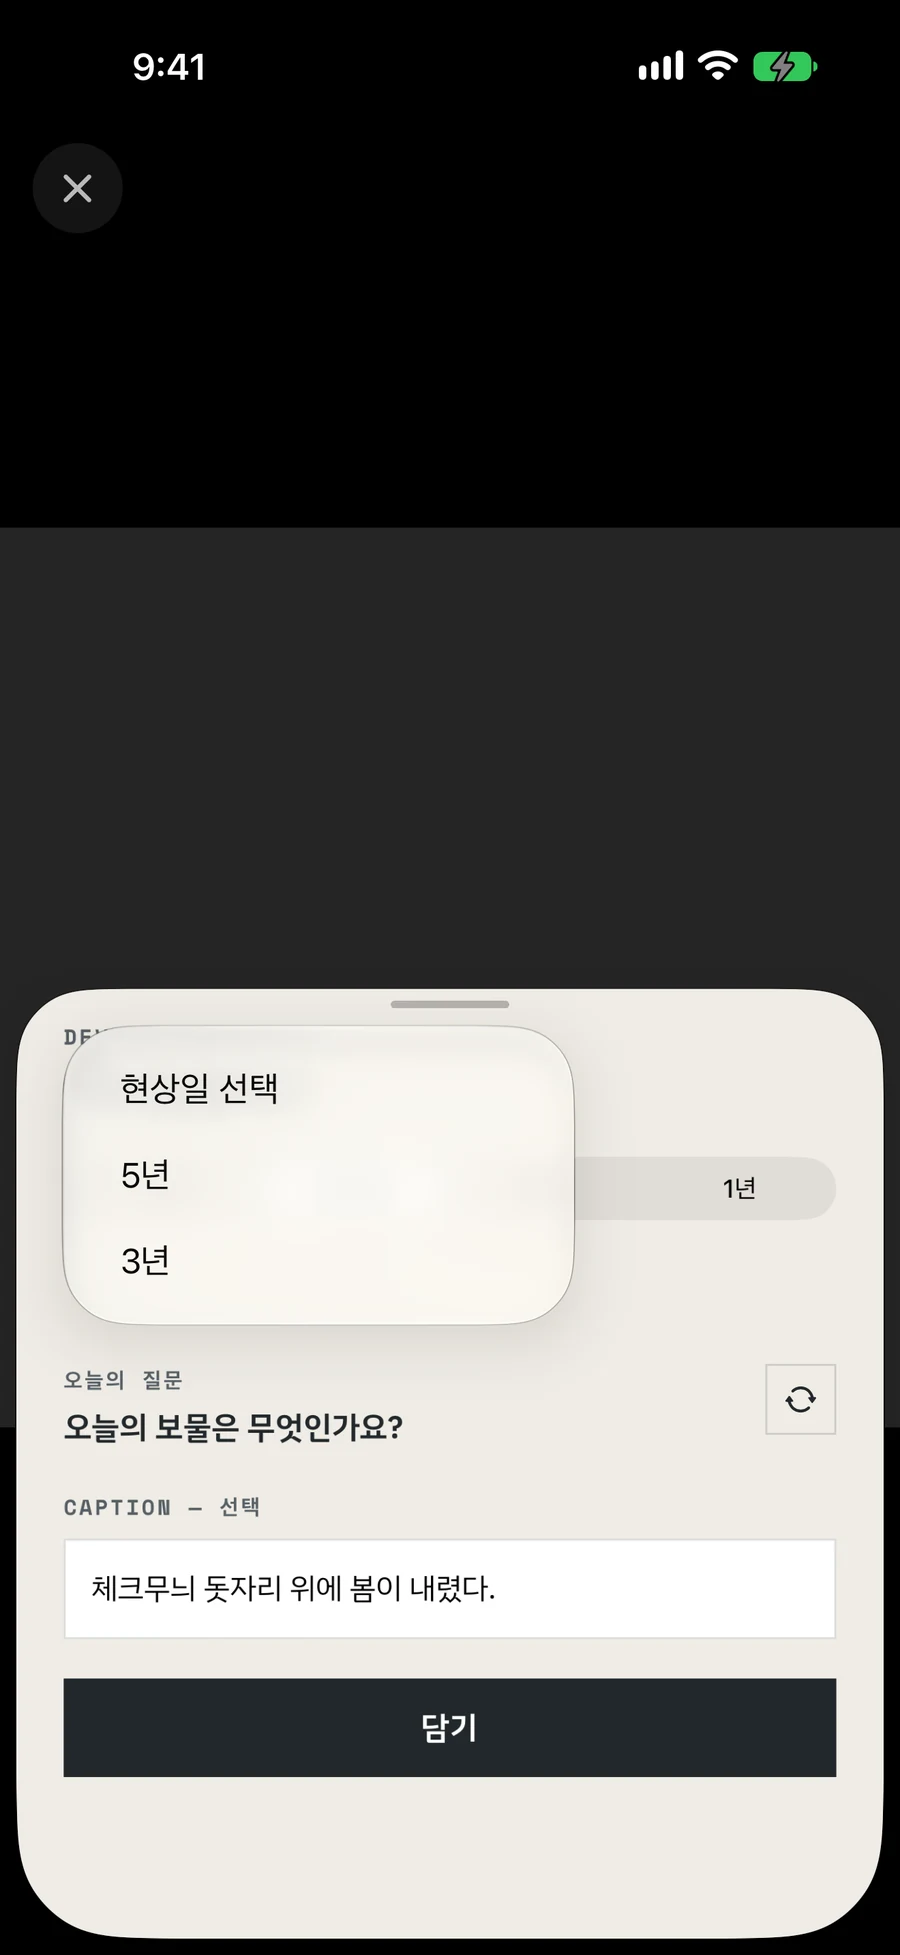 9:41
현상일 선택
5년
3년
1년
오늘의 질문
오늘의 보물은 무엇인가요?
CAPTION — 선택
체크무늬 돗자리 위에 봄이 내렸다.
담기